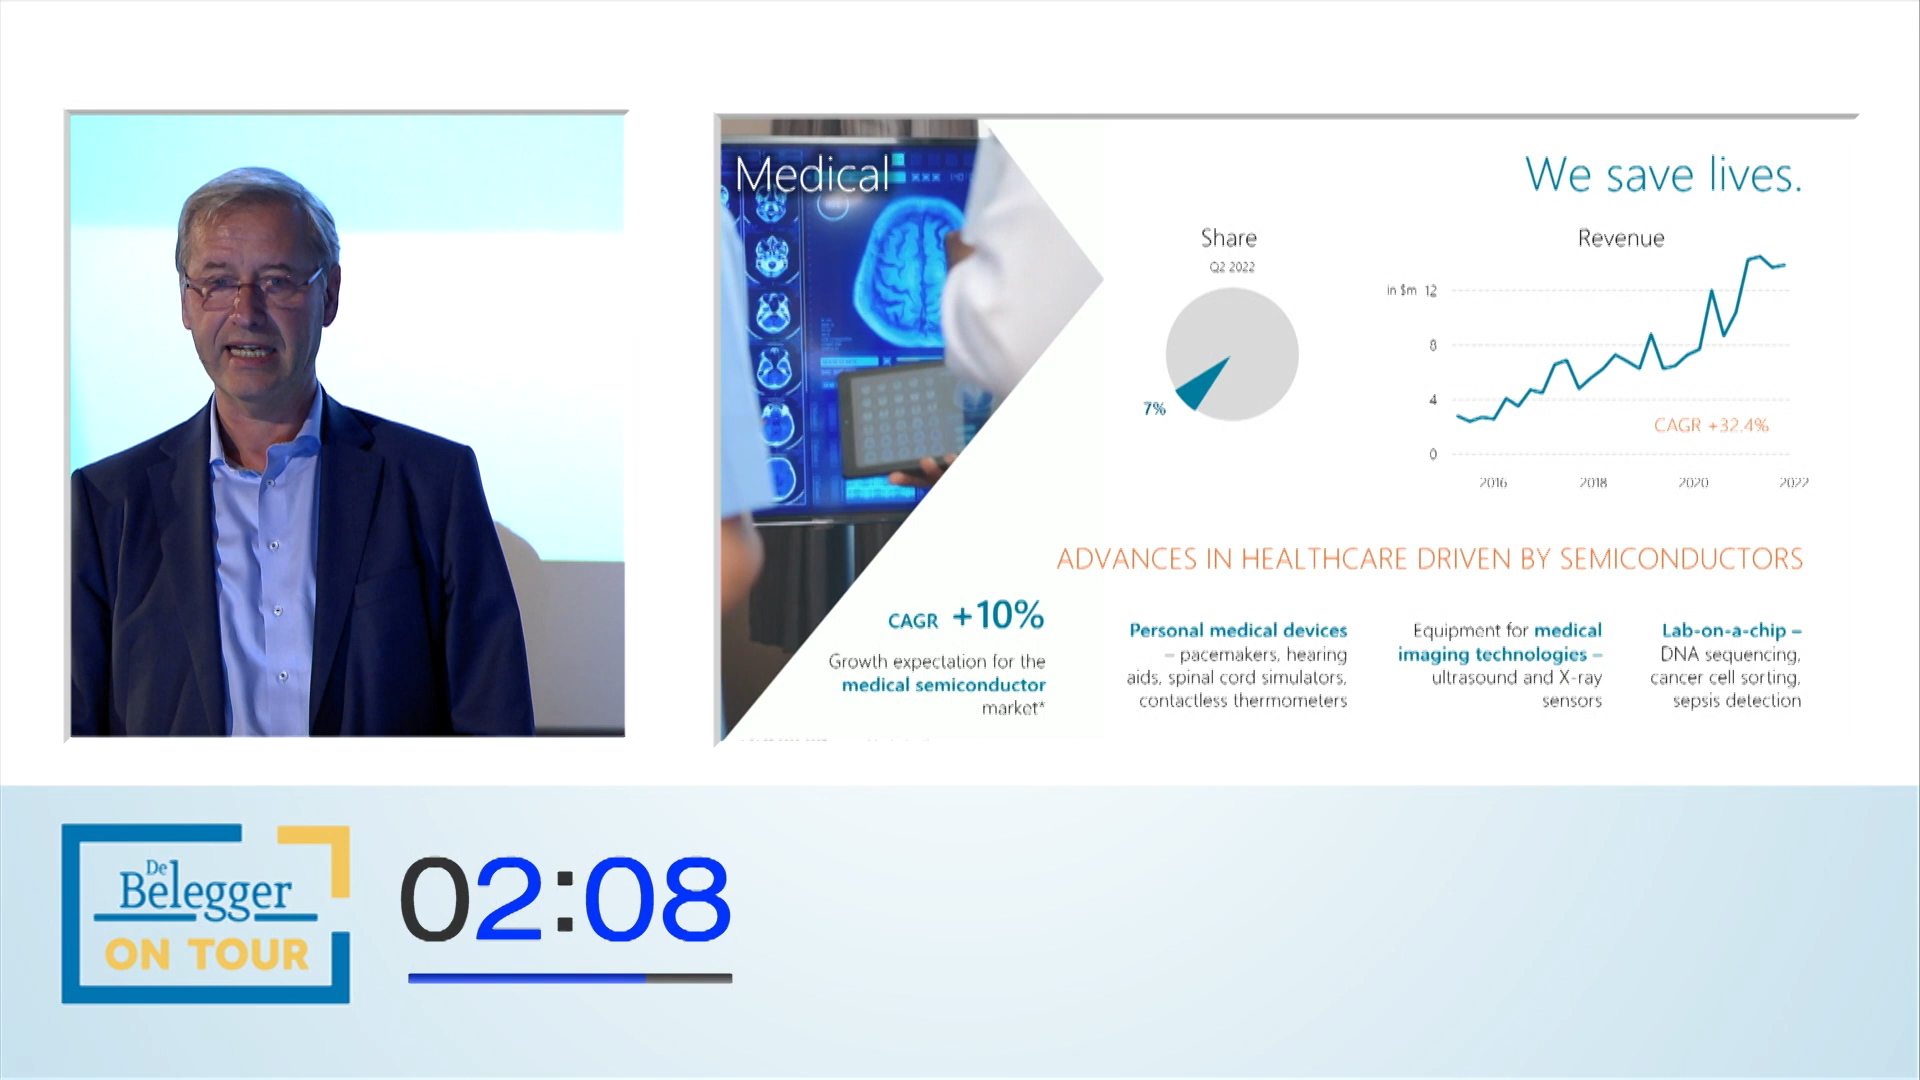 Medical
We save lives.
Share
Q2 2022
7%
Revenue
in $m 12
8
4
0
CAGR +32.4%
2016 2018 2020 2022
ADVANCES IN HEALTHCARE DRIVEN BY SEMICONDUCTORS
CAGR +10%
Growth expectation for the
medical semiconductor
market*
Personal medical devices
– pacemakers, hearing
aids, spinal cord simulators,
contactless thermometers
Equipment for medical
imaging technologies –
ultrasound and X-ray
sensors
Lab-on-a-chip –
DNA sequencing,
cancer cell sorting,
sepsis detection
De
Belegger
ON TOUR
02:08